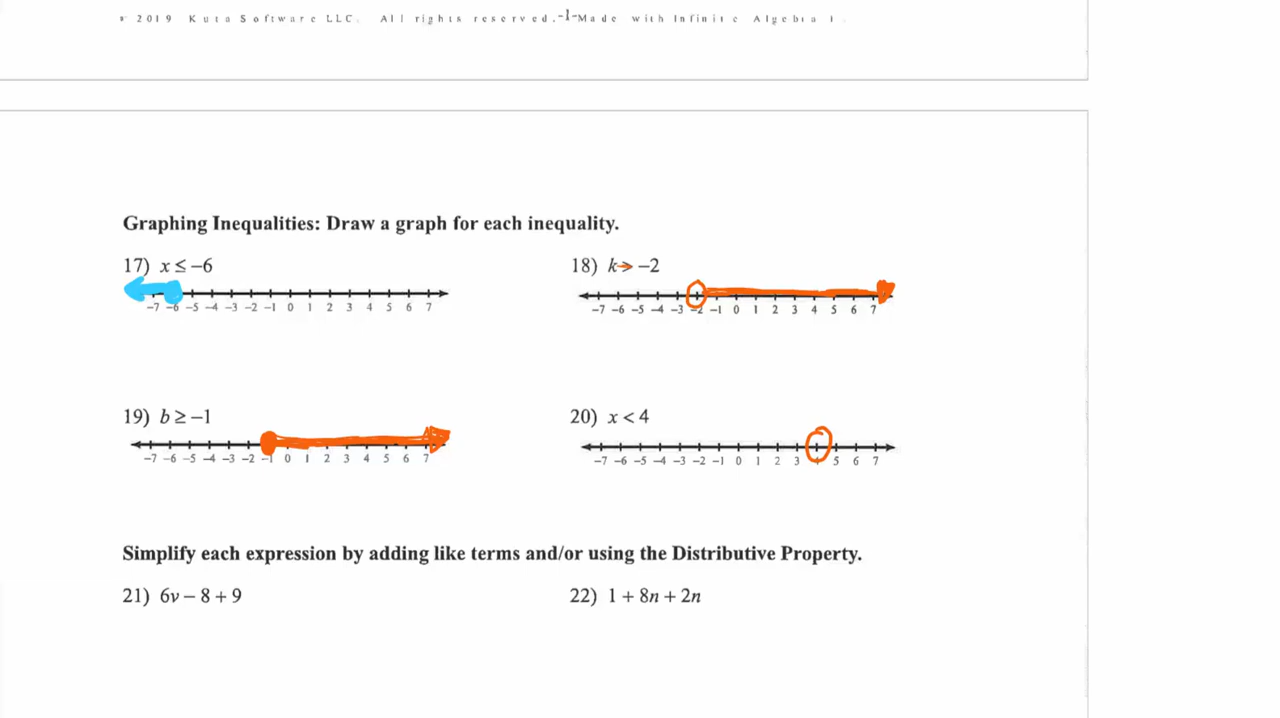 © 2019 Kuta Software LLC. All rights reserved. -1- Made with Infinite Algebra 1.
Graphing Inequalities: Draw a graph for each inequality.
17) x ≤ −6
18) k > −2
−7 −6 −5 −4 −3 −2 −1 0 1 2 3 4 5 6 7
−7 −6 −5 −4 −3 −2 −1 0 1 2 3 4 5 6 7
19) b ≥ −1
20) x < 4
−7 −6 −5 −4 −3 −2 −1 0 1 2 3 4 5 6 7
−7 −6 −5 −4 −3 −2 −1 0 1 2 3 4 5 6 7
Simplify each expression by adding like terms and/or using the Distributive Property.
21) 6v − 8 + 9
22) 1 + 8n + 2n